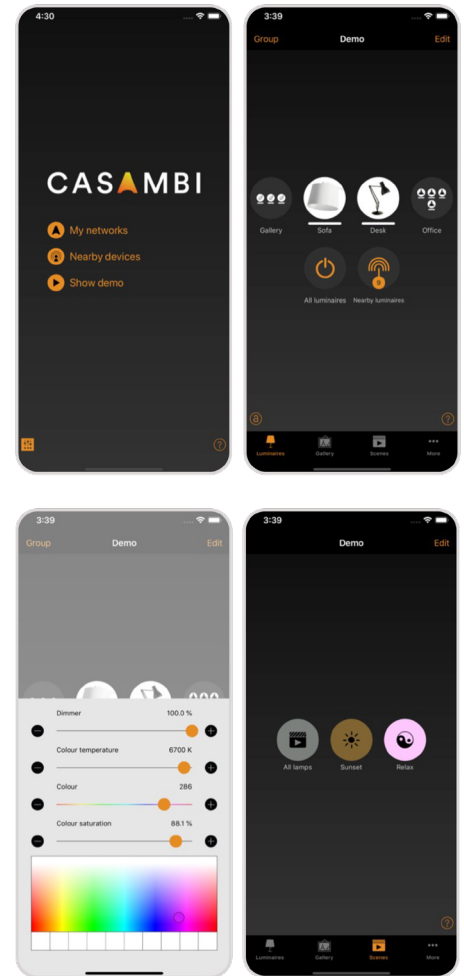 4:30
CASAMBI
My networks
Nearby devices
Show demo
?
3:39
Group Demo Edit
Gallery Sofa Desk Office
All luminaires Nearby luminaires
9
a ?
Luminaires Gallery Scenes More
3:39
Group Demo Edit
Dimmer 100.0 %
Colour temperature 6700 K
Colour 286
Colour saturation 88.1 %
3:39
Demo Edit
All lamps Sunset Relax
?
Luminaires Gallery Scenes More